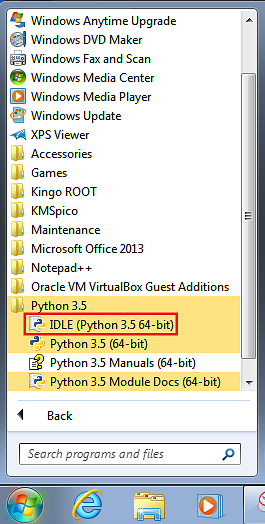 Windows Anytime Upgrade
Windows DVD Maker
Windows Fax and Scan
Windows Media Center
Windows Media Player
Windows Update
XPS Viewer
Accessories
Games
Kingo ROOT
KMSpico
Maintenance
Microsoft Office 2013
Notepad++
Oracle VM VirtualBox Guest Additions
Python 3.5
IDLE (Python 3.5 64-bit)
Python 3.5 (64-bit)
Python 3.5 Manuals (64-bit)
Python 3.5 Module Docs (64-bit)
Back
Search programs and files